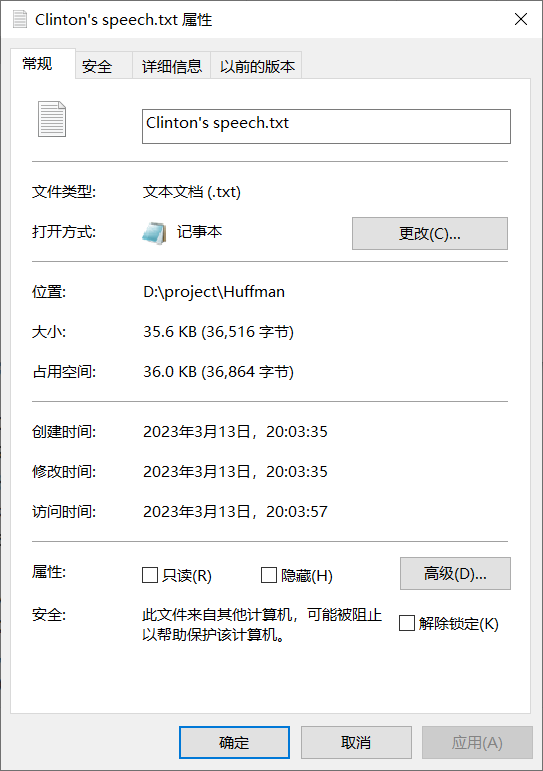 Clinton's speech.txt 属性
常规 安全 详细信息 以前的版本
Clinton's speech.txt
文件类型: 文本文档 (.txt)
打开方式: 记事本 更改(C)...
位置: D:\project\Huffman
大小: 35.6 KB (36,516 字节)
占用空间: 36.0 KB (36,864 字节)
创建时间: 2023年3月13日，20:03:35
修改时间: 2023年3月13日，20:03:35
访问时间: 2023年3月13日，20:03:57
属性: 只读(R) 隐藏(H) 高级(D)...
安全: 此文件来自其他计算机，可能被阻止
以帮助保护该计算机。 解除锁定(K)
确定 取消 应用(A)